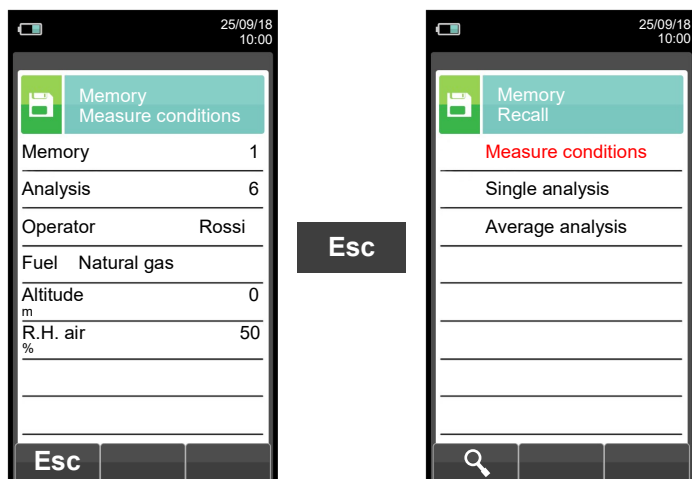 25/09/18
10:00
Memory
Measure conditions
Memory 1
Analysis 6
Operator Rossi
Fuel Natural gas
Altitude 0
m
R.H. air 50
%
Esc
Esc
25/09/18
10:00
Memory
Recall
Measure conditions
Single analysis
Average analysis